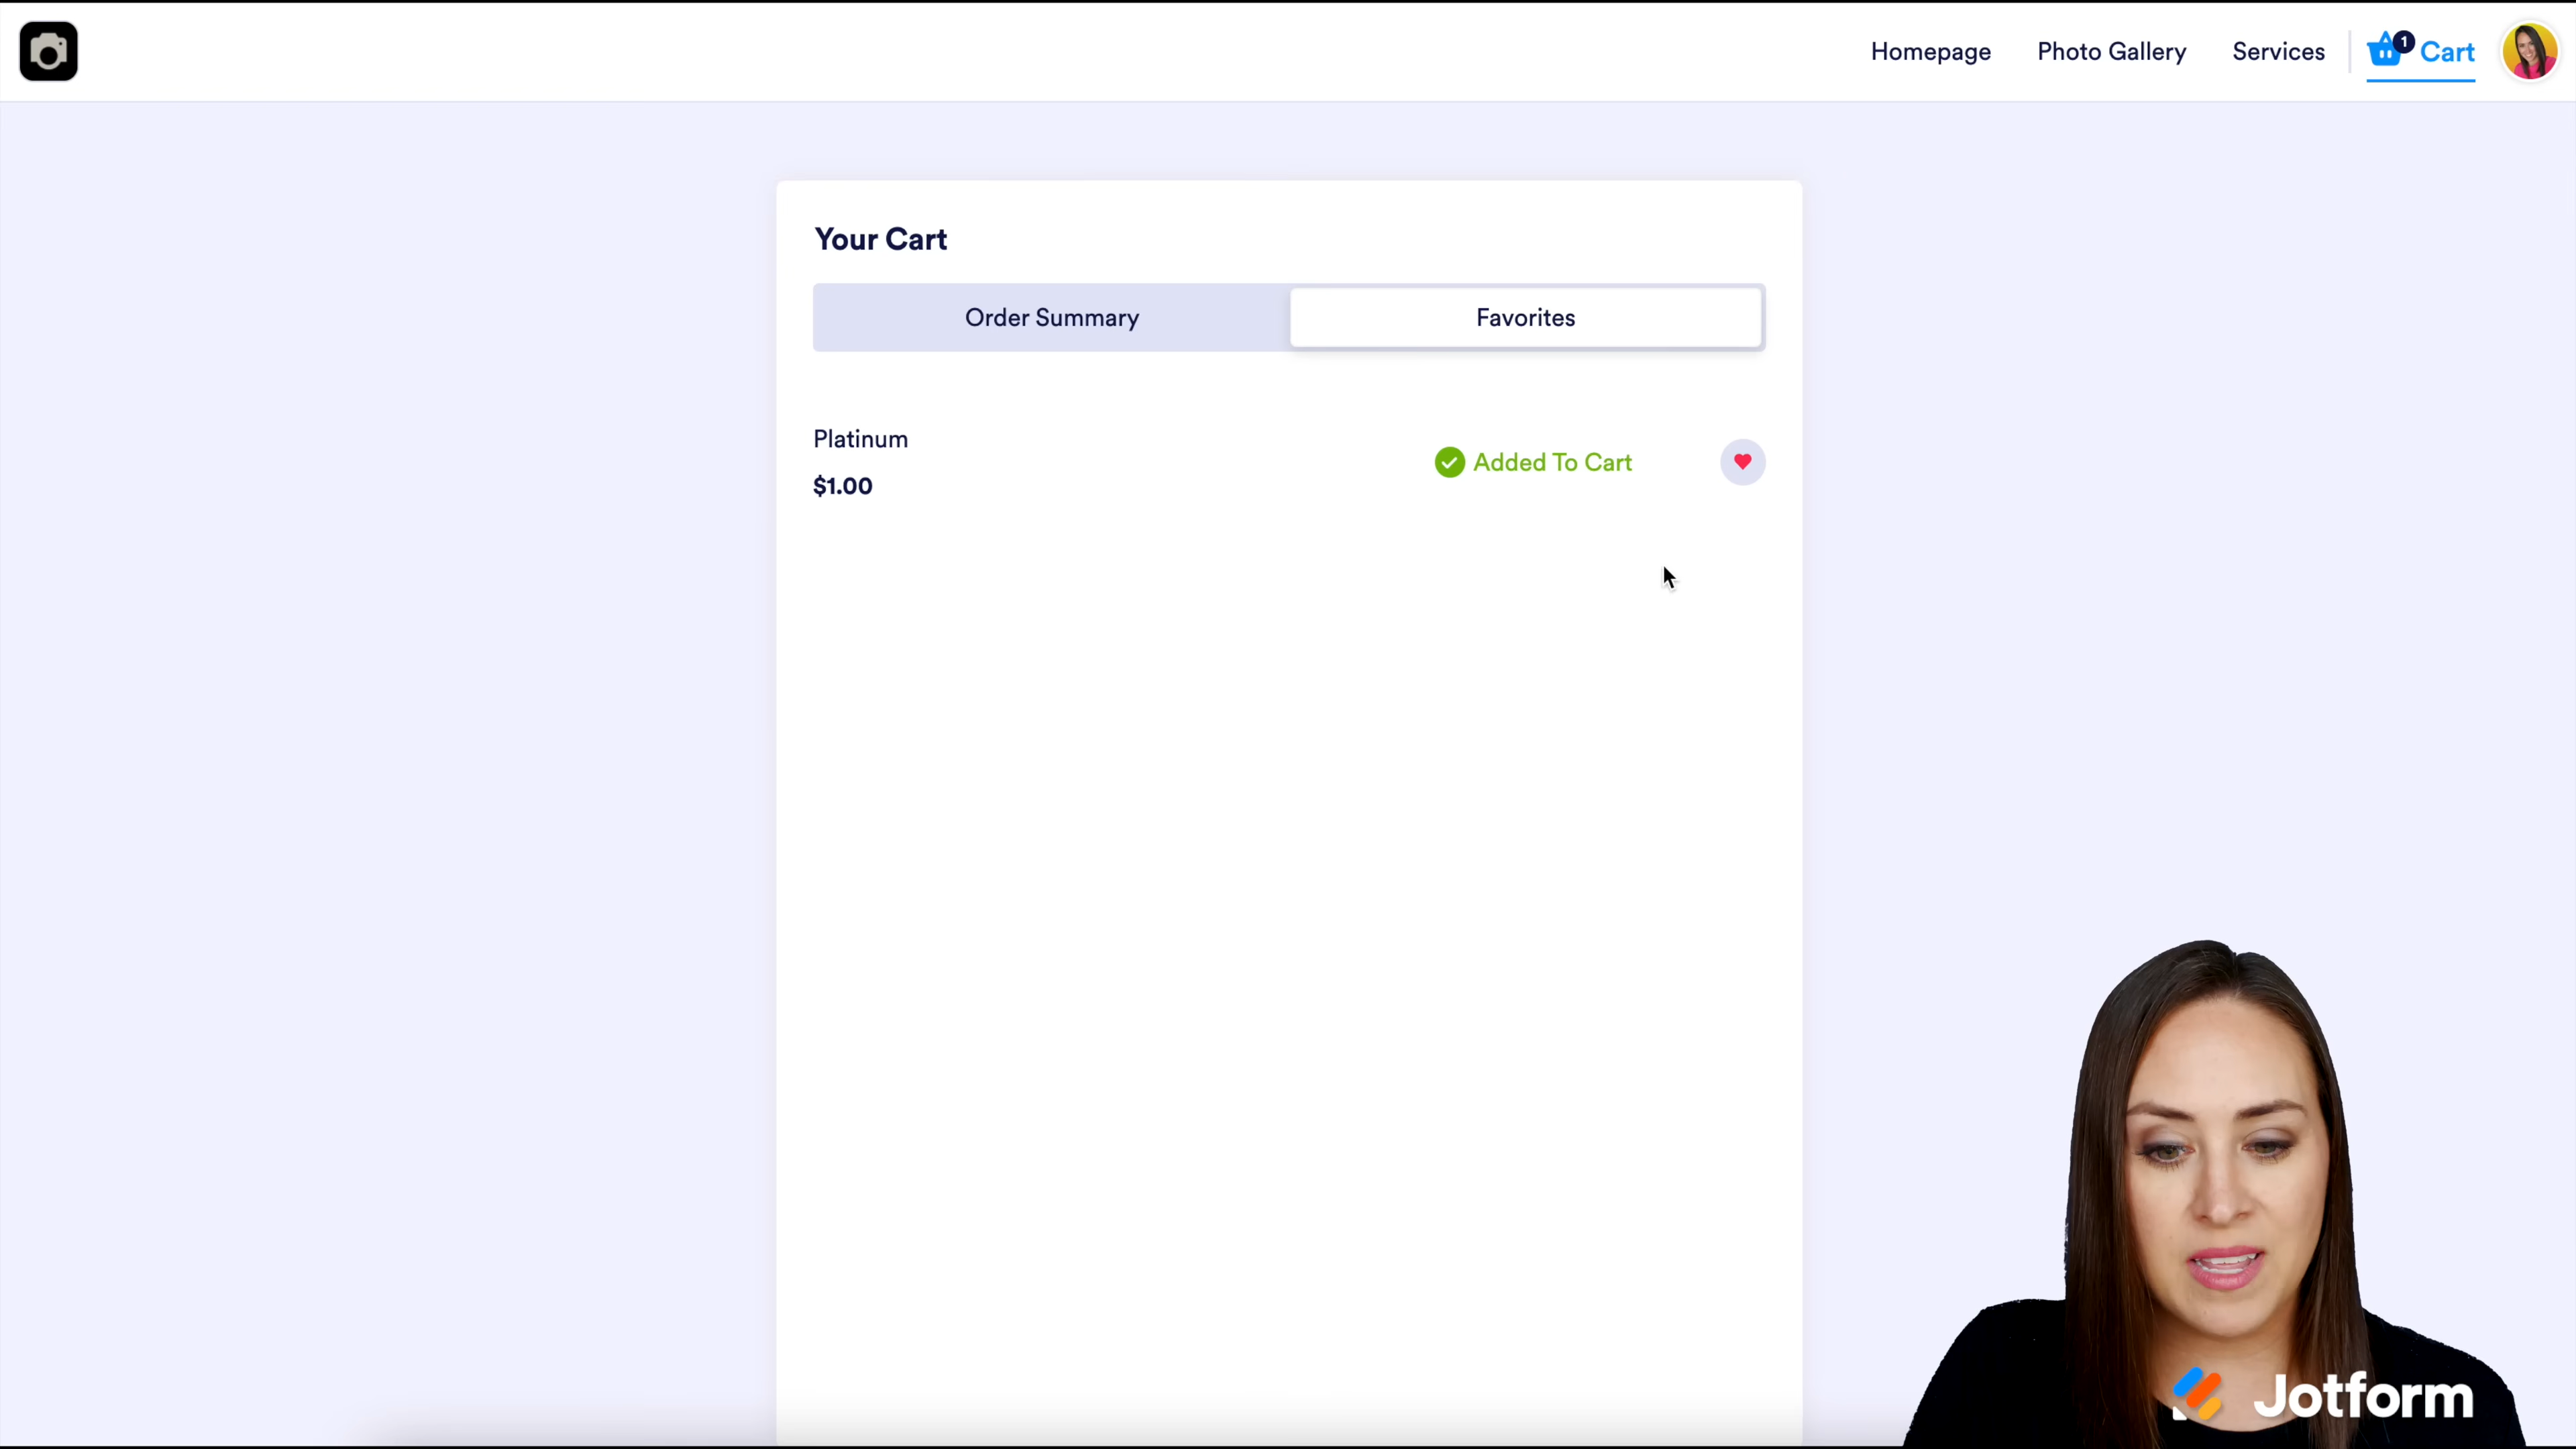 Homepage Photo Gallery Services 1 Cart
Your Cart
Order Summary Favorites
Platinum
Added To Cart
$1.00
Jotform